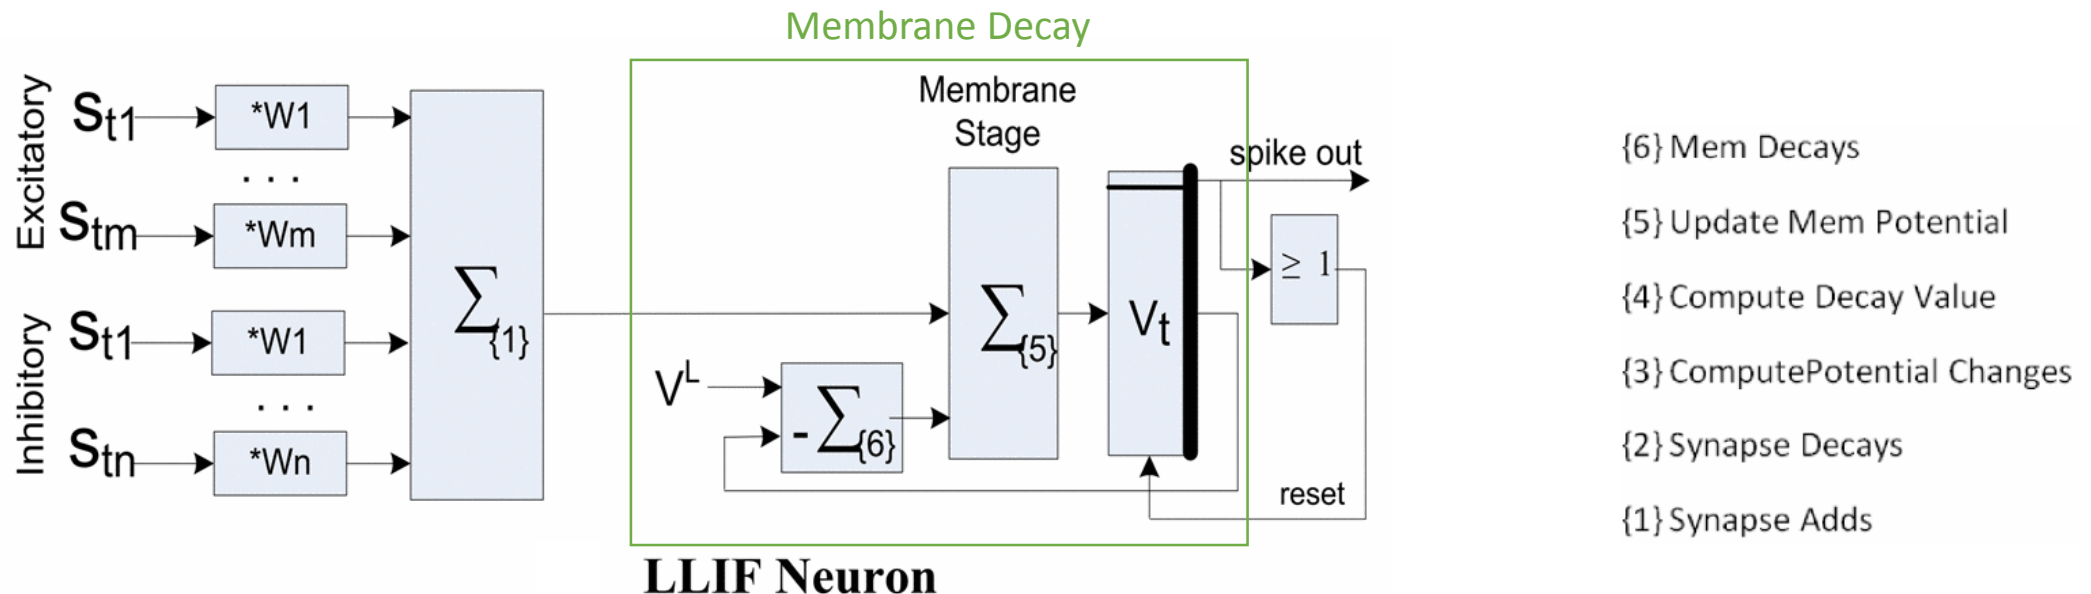 Membrane Decay
Excitatory
St1
*W1
. . .
Stm
*Wm
Inhibitory
St1
*W1
. . .
Stn
*Wn
∑{1}
Membrane
Stage
∑{5}
Vt
VL
-∑{6}
spike out
≥ 1
reset
LLIF Neuron
{6} Mem Decays
{5} Update Mem Potential
{4} Compute Decay Value
{3} ComputePotential Changes
{2} Synapse Decays
{1} Synapse Adds